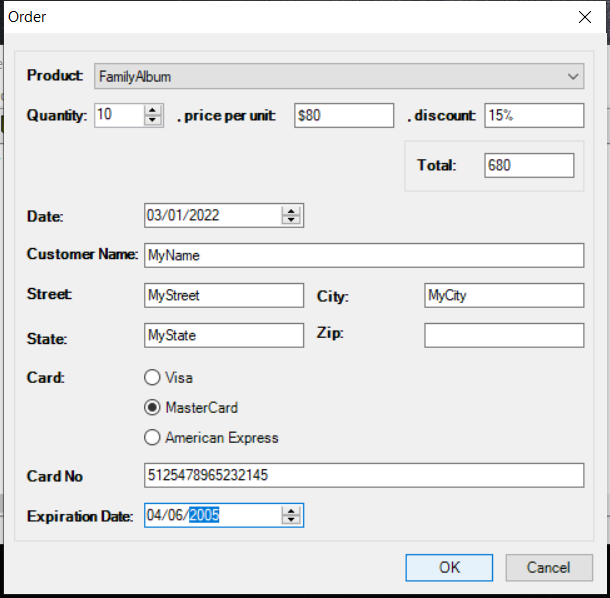 Order
Product: FamilyAlbum
Quantity: 10 . price per unit: $80 . discount: 15%
Total: 680
Date: 03/01/2022
Customer Name: MyName
Street: MyStreet City: MyCity
State: MyState Zip:
Card: Visa
MasterCard
American Express
Card No 5125478965232145
Expiration Date: 04/06/2005
OK Cancel